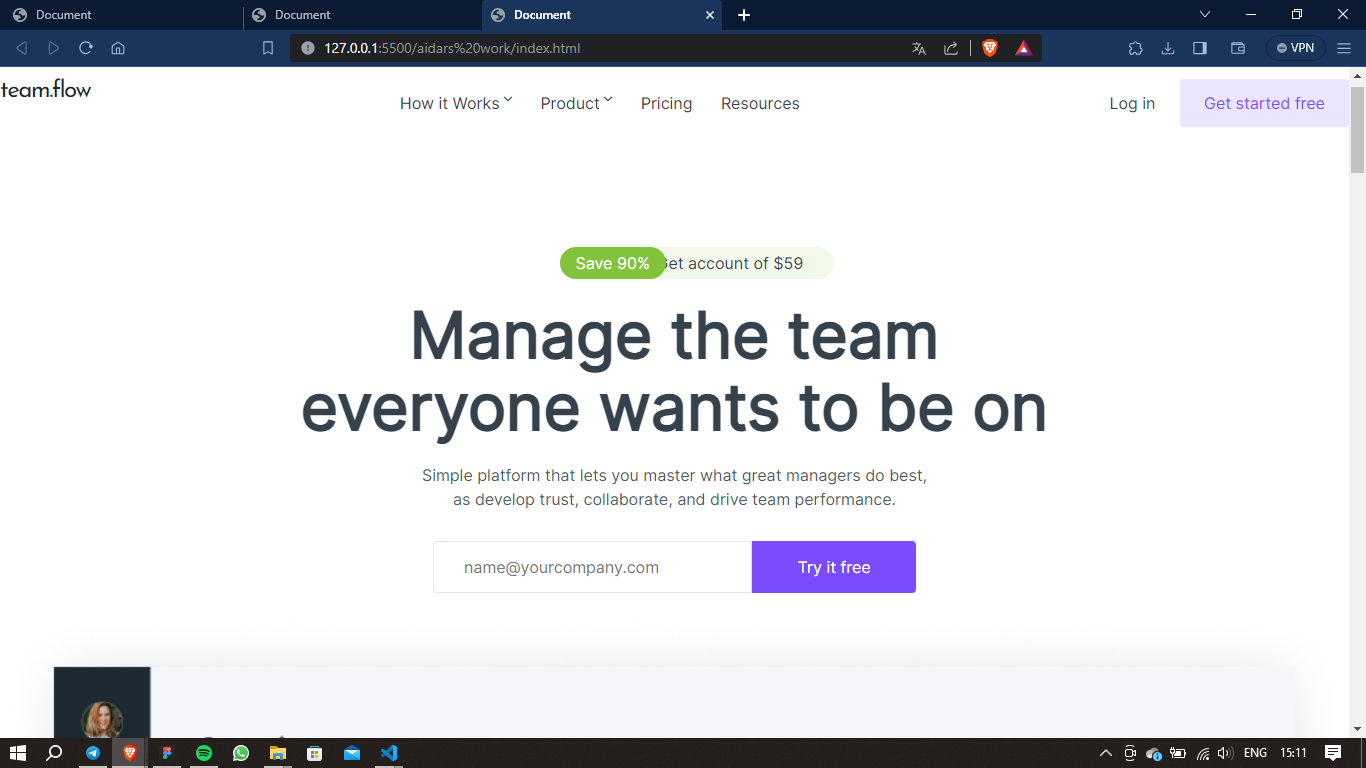 Document
Document
Document
127.0.0.1:5500/aidars%20work/index.html
VPN
team.flow
How it Works
Product
Pricing
Resources
Log in
Get started free
Save 90%
Get account of $59
Manage the team
everyone wants to be on
Simple platform that lets you master what great managers do best,
as develop trust, collaborate, and drive team performance.
name@yourcompany.com
Try it free
ENG
15:11